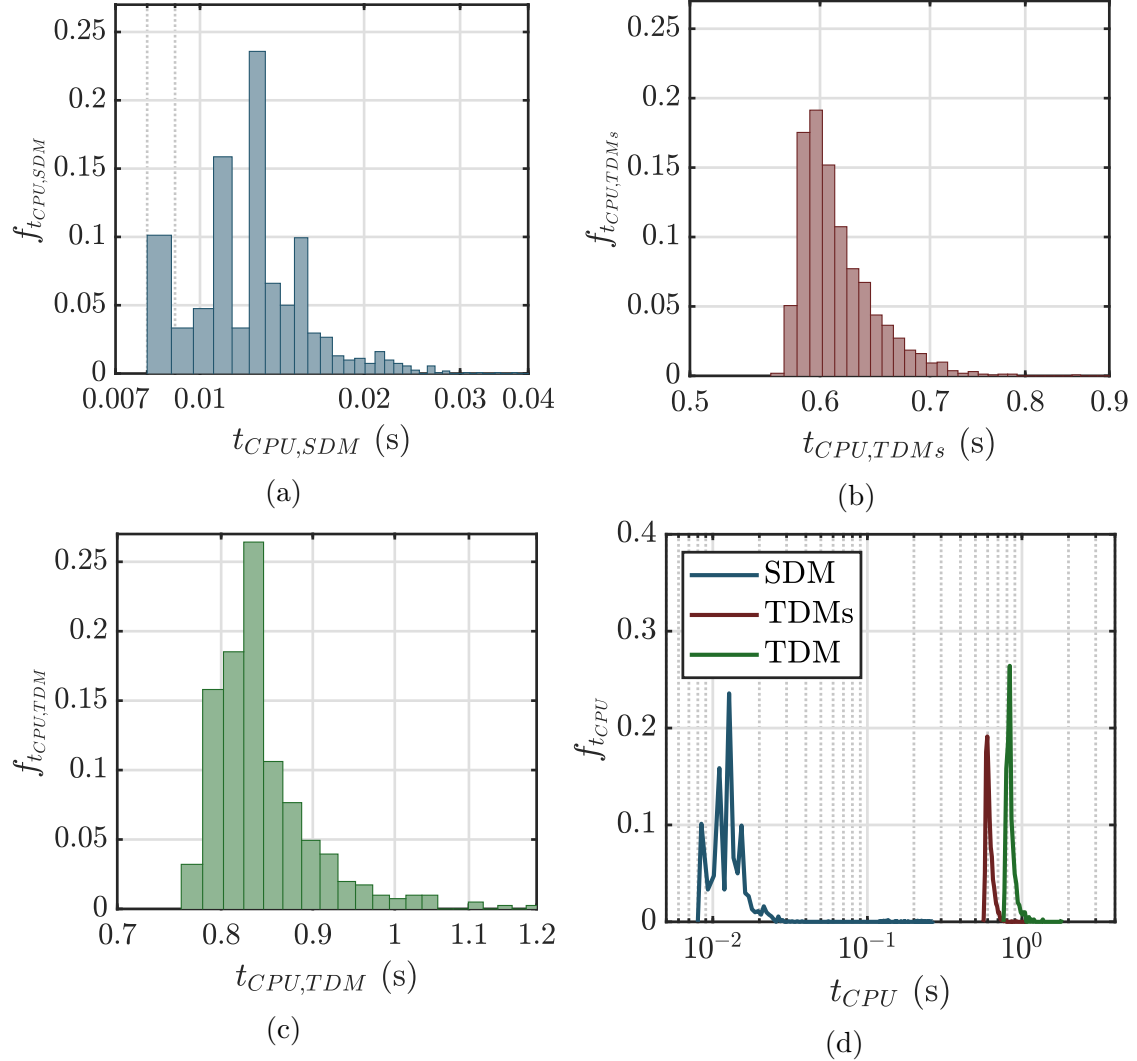 0.25
0.2
0.15
0.1
0.05
0
0.007 0.01 0.02 0.03 0.04
f_{t_{CPU,SDM}}
t_{CPU,SDM} (s)
(a)
0.25
0.2
0.15
0.1
0.05
0
0.5 0.6 0.7 0.8 0.9
f_{t_{CPU,TDMs}}
t_{CPU,TDMs} (s)
(b)
0.25
0.2
0.15
0.1
0.05
0
0.7 0.8 0.9 1 1.1 1.2
f_{t_{CPU,TDM}}
t_{CPU,TDM} (s)
(c)
0.4
0.3
0.2
0.1
0
SDM
TDMs
TDM
10^{-2} 10^{-1} 10^{0}
f_{t_{CPU}}
t_{CPU} (s)
(d)